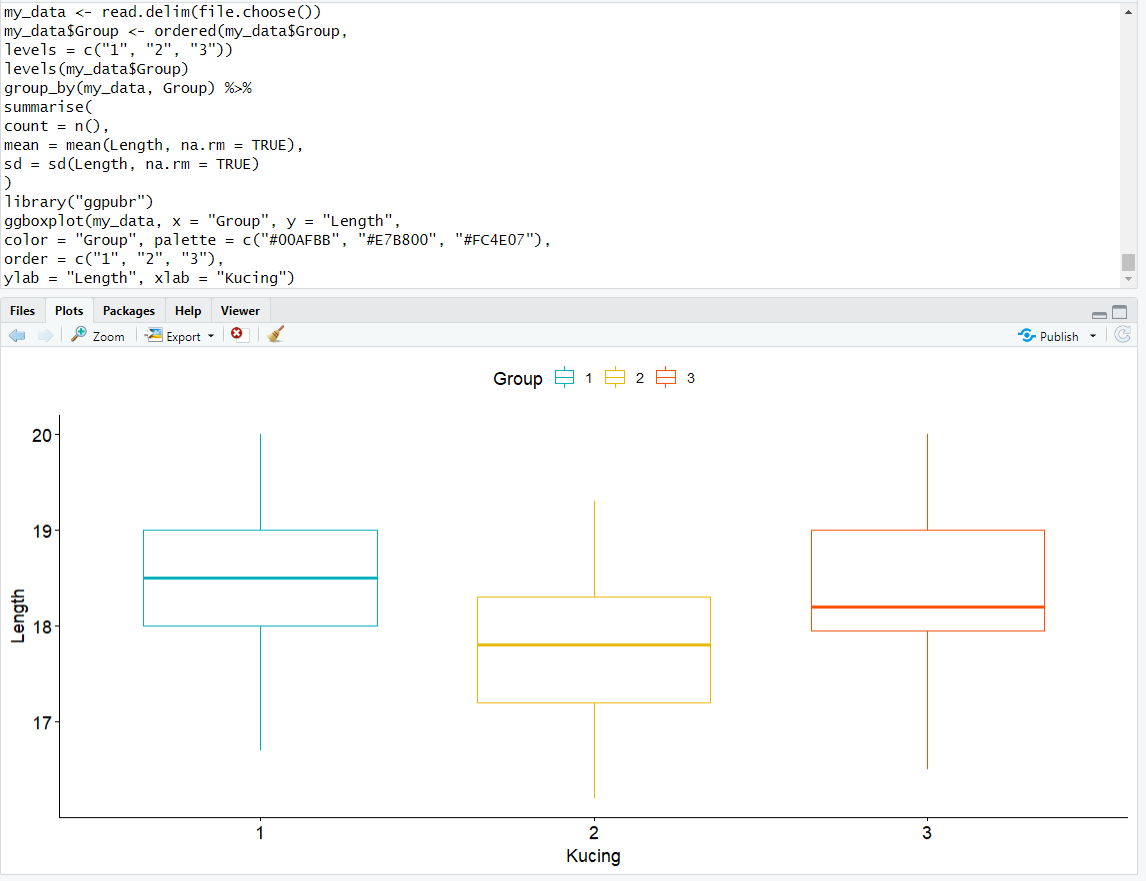 my_data <- read.delim(file.choose())
my_data$Group <- ordered(my_data$Group,
levels = c("1", "2", "3"))
levels(my_data$Group)
group_by(my_data, Group) %>%
summarise(
count = n(),
mean = mean(Length, na.rm = TRUE),
sd = sd(Length, na.rm = TRUE)
)
library("ggpubr")
ggboxplot(my_data, x = "Group", y = "Length",
color = "Group", palette = c("#00AFBB", "#E7B800", "#FC4E07"),
order = c("1", "2", "3"),
ylab = "Length", xlab = "Kucing")
Files Plots Packages Help Viewer
Zoom Export Publish
Group 1 2 3
20
19
18
17
Length
1 2 3
Kucing